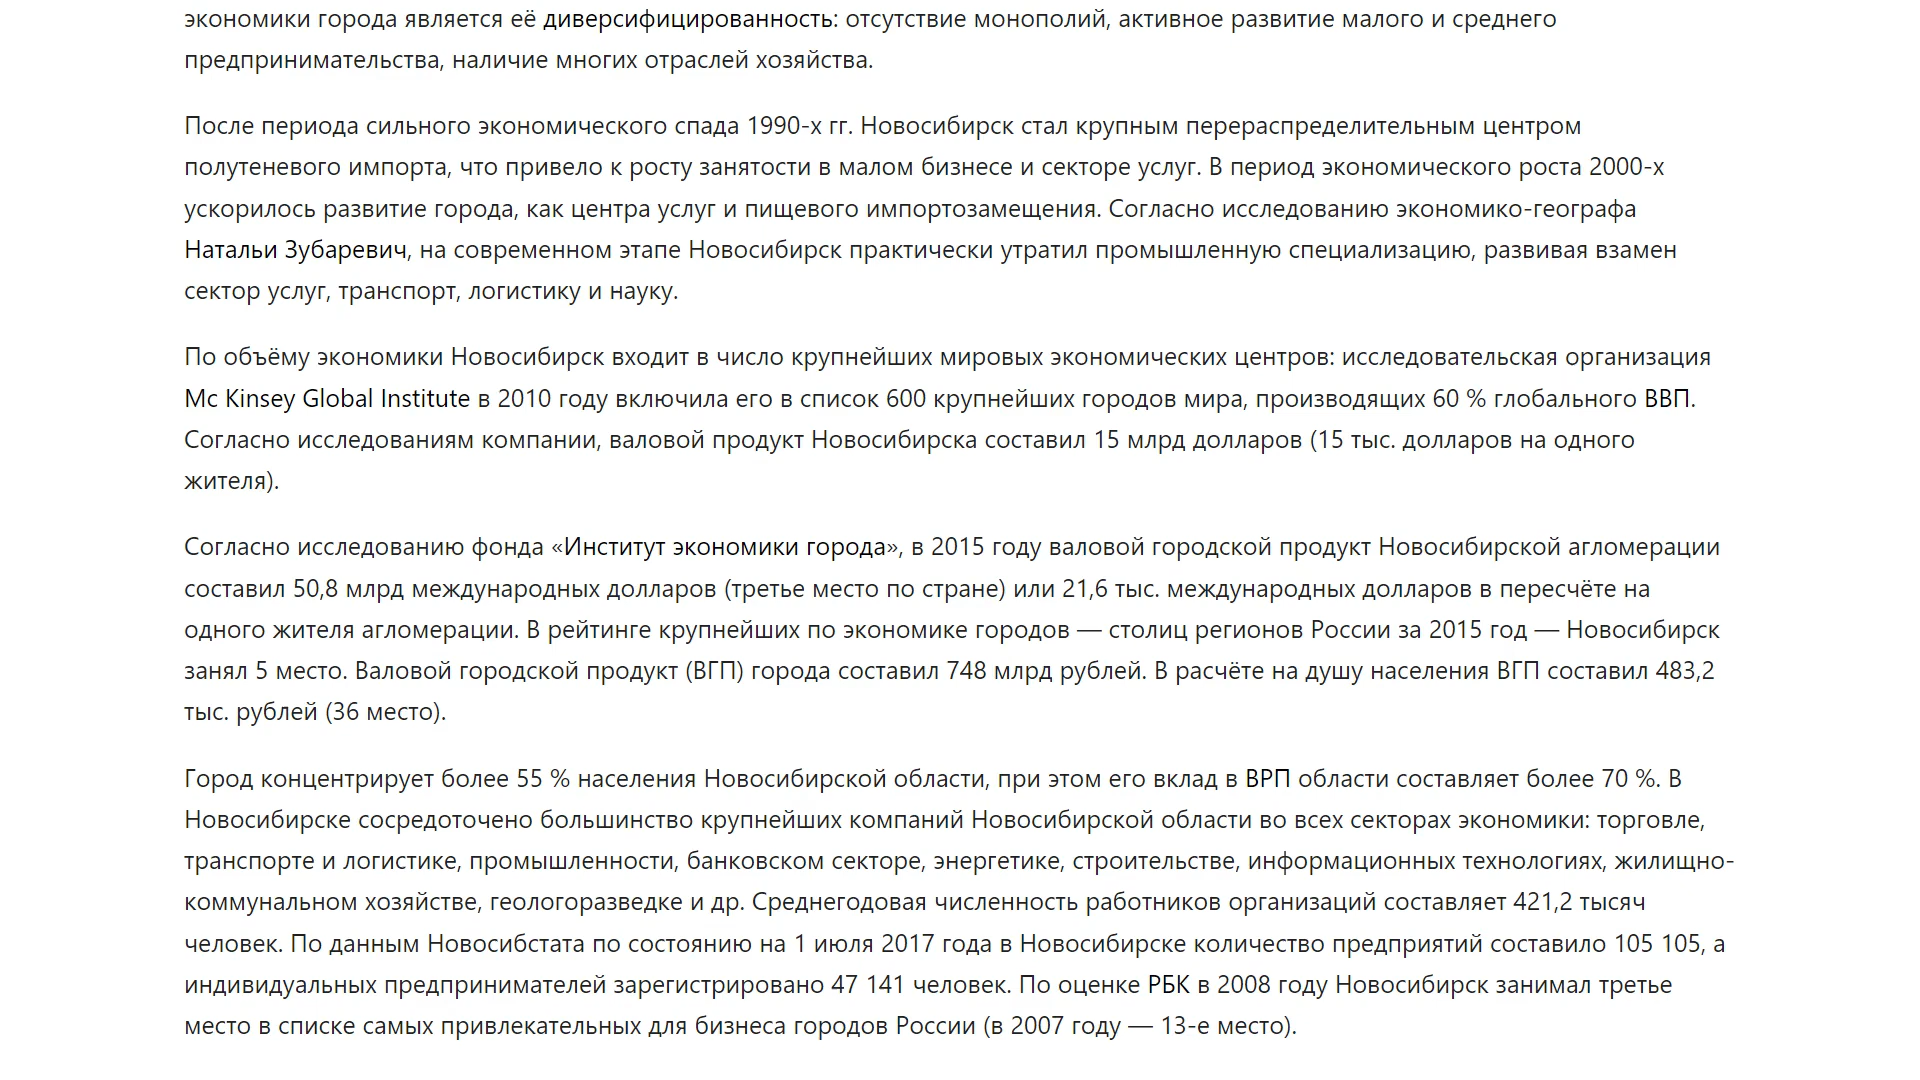 экономики города является её диверсифицированность: отсутствие монополий, активное развитие малого и среднего
предпринимательства, наличие многих отраслей хозяйства.
После периода сильного экономического спада 1990-х гг. Новосибирск стал крупным перераспределительным центром
полутеневого импорта, что привело к росту занятости в малом бизнесе и секторе услуг. В период экономического роста 2000-х
ускорилось развитие города, как центра услуг и пищевого импортозамещения. Согласно исследованию экономико-географа
Натальи Зубаревич, на современном этапе Новосибирск практически утратил промышленную специализацию, развивая взамен
сектор услуг, транспорт, логистику и науку.
По объёму экономики Новосибирск входит в число крупнейших мировых экономических центров: исследовательская организация
Mc Kinsey Global Institute в 2010 году включила его в список 600 крупнейших городов мира, производящих 60 % глобального ВВП.
Согласно исследованиям компании, валовой продукт Новосибирска составил 15 млрд долларов (15 тыс. долларов на одного
жителя).
Согласно исследованию фонда «Институт экономики города», в 2015 году валовой городской продукт Новосибирской агломерации
составил 50,8 млрд международных долларов (третье место по стране) или 21,6 тыс. международных долларов в пересчёте на
одного жителя агломерации. В рейтинге крупнейших по экономике городов — столиц регионов России за 2015 год — Новосибирск
занял 5 место. Валовой городской продукт (ВГП) города составил 748 млрд рублей. В расчёте на душу населения ВГП составил 483,2
тыс. рублей (36 место).
Город концентрирует более 55 % населения Новосибирской области, при этом его вклад в ВРП области составляет более 70 %. В
Новосибирске сосредоточено большинство крупнейших компаний Новосибирской области во всех секторах экономики: торговле,
транспорте и логистике, промышленности, банковском секторе, энергетике, строительстве, информационных технологиях, жилищно-
коммунальном хозяйстве, геологоразведке и др. Среднегодовая численность работников организаций составляет 421,2 тысяч
человек. По данным Новосибстата по состоянию на 1 июля 2017 года в Новосибирске количество предприятий составило 105 105, а
индивидуальных предпринимателей зарегистрировано 47 141 человек. По оценке РБК в 2008 году Новосибирск занимал третье
место в списке самых привлекательных для бизнеса городов России (в 2007 году — 13-е место).